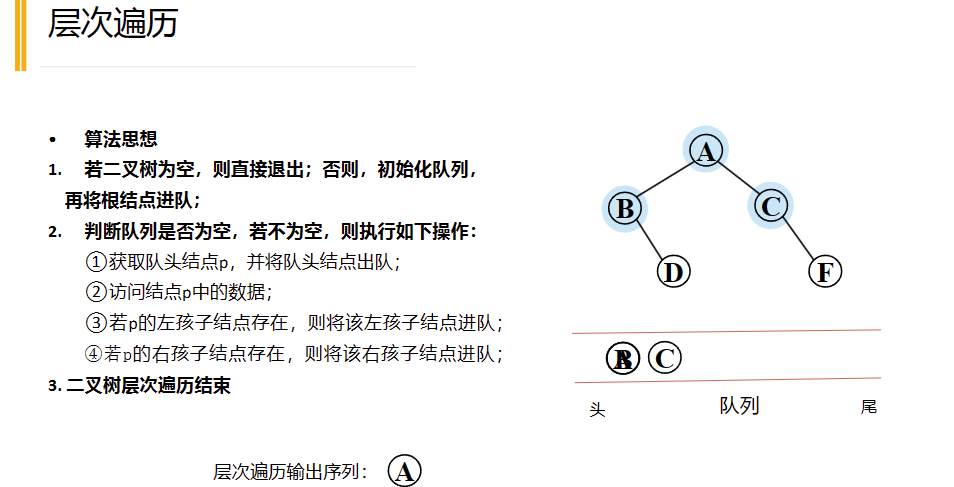 层次遍历
• 算法思想
1. 若二叉树为空，则直接退出；否则，初始化队列，
再将根结点进队；
2. 判断队列是否为空，若不为空，则执行如下操作：
①获取队头结点p，并将队头结点出队；
②访问结点p中的数据；
③若p的左孩子结点存在，则将该左孩子结点进队；
④若p的右孩子结点存在，则将该右孩子结点进队；
3. 二叉树层次遍历结束
层次遍历输出序列： A
A
B C
D F
C
头 队列 尾